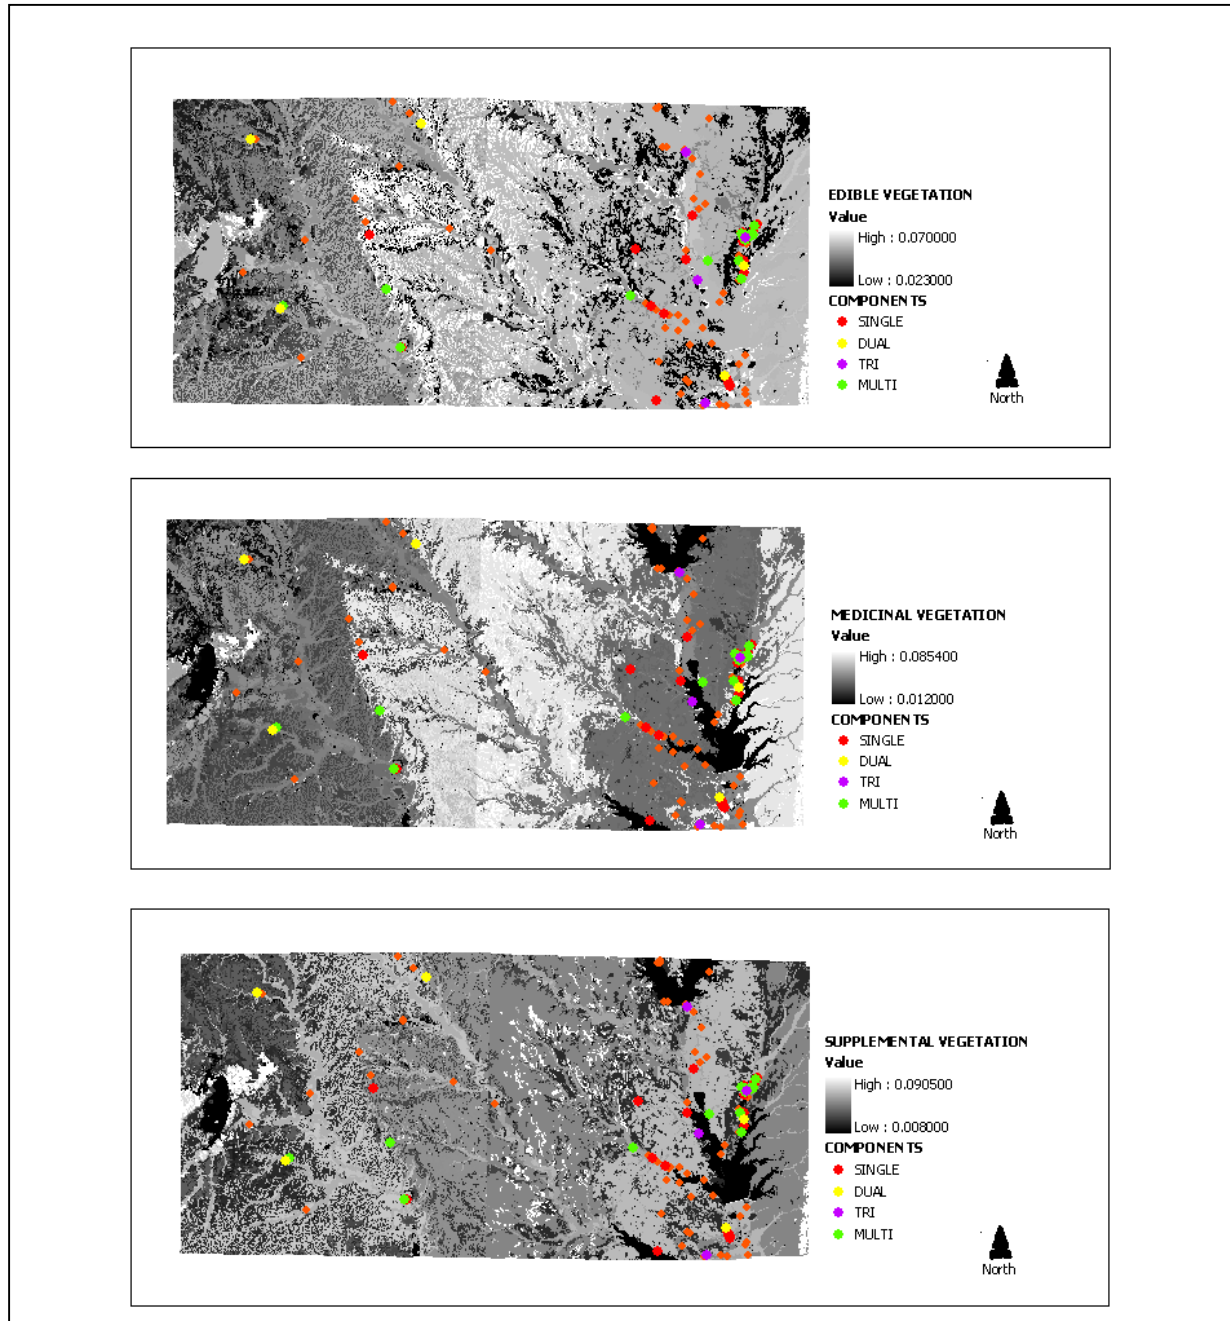 EDIBLE VEGETATION
Value
High : 0.070000
Low : 0.023000
COMPONENTS
SINGLE
DUAL
TRI
MULTI
North
MEDICINAL VEGETATION
Value
High : 0.085400
Low : 0.012000
COMPONENTS
SINGLE
DUAL
TRI
MULTI
North
SUPPLEMENTAL VEGETATION
Value
High : 0.090500
Low : 0.008000
COMPONENTS
SINGLE
DUAL
TRI
MULTI
North